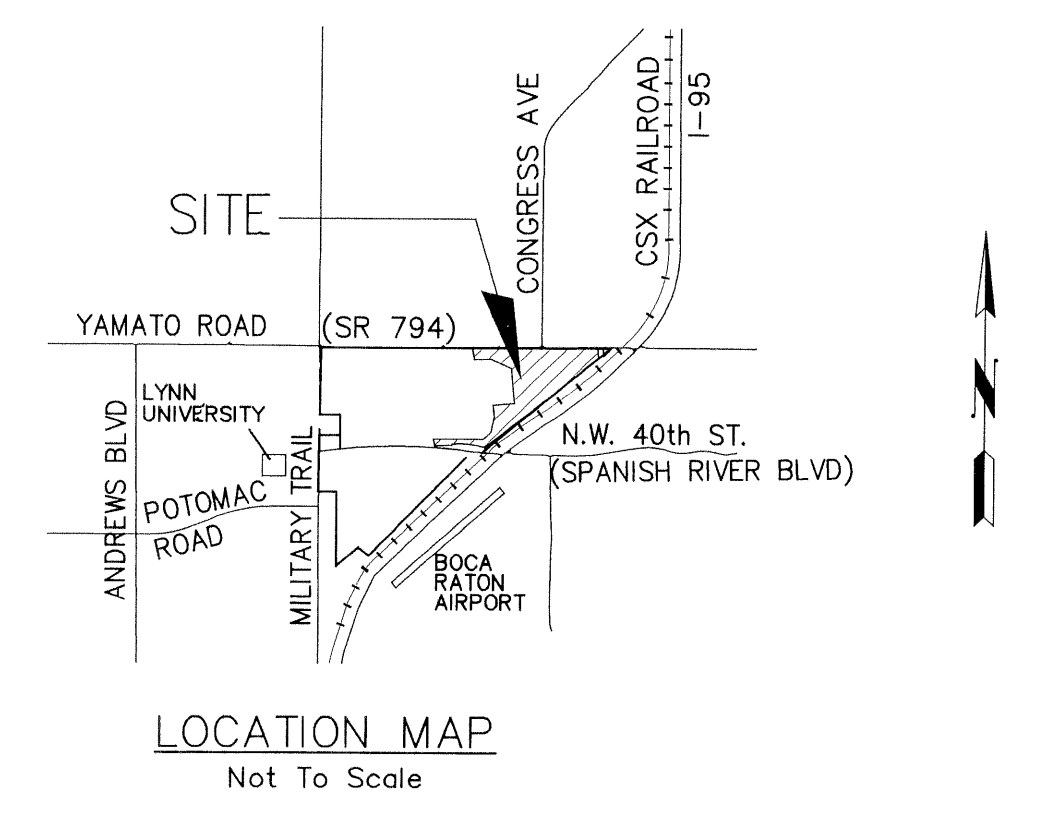 CONGRESS AVE
CSX RAILROAD
I-95
SITE
YAMATO ROAD
(SR 794)
LYNN
UNIVERSITY
ANDREWS BLVD
MILITARY TRAIL
POTOMAC
ROAD
N.W. 40th ST.
(SPANISH RIVER BLVD)
BOCA
RATON
AIRPORT
N
LOCATION MAP
Not To Scale